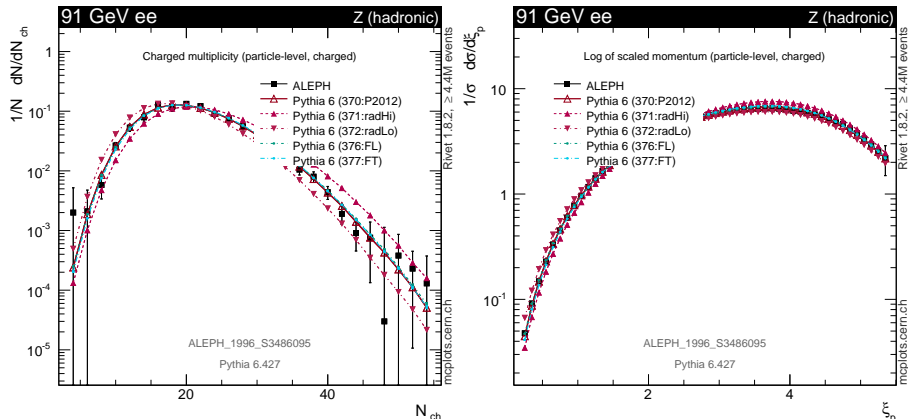 91 GeV ee Z (hadronic)
1/N dN/dN_ch
Charged multiplicity (particle-level, charged)
ALEPH
Pythia 6 (370:P2012)
Pythia 6 (371:radHi)
Pythia 6 (372:radLo)
Pythia 6 (376:FL)
Pythia 6 (377:FT)
1
10^-1
10^-2
10^-3
10^-4
10^-5
ALEPH_1996_S3486095
Pythia 6.427
20 40
N_ch
Rivet 1.8.2, ≥ 4.4M events
mcplots.cern.ch
91 GeV ee Z (hadronic)
1/σ dσ/dξ_p
Log of scaled momentum (particle-level, charged)
ALEPH
Pythia 6 (370:P2012)
Pythia 6 (371:radHi)
Pythia 6 (372:radLo)
Pythia 6 (376:FL)
Pythia 6 (377:FT)
10
1
10^-1
ALEPH_1996_S3486095
Pythia 6.427
2 4
ξ_p
Rivet 1.8.2, ≥ 4.4M events
mcplots.cern.ch